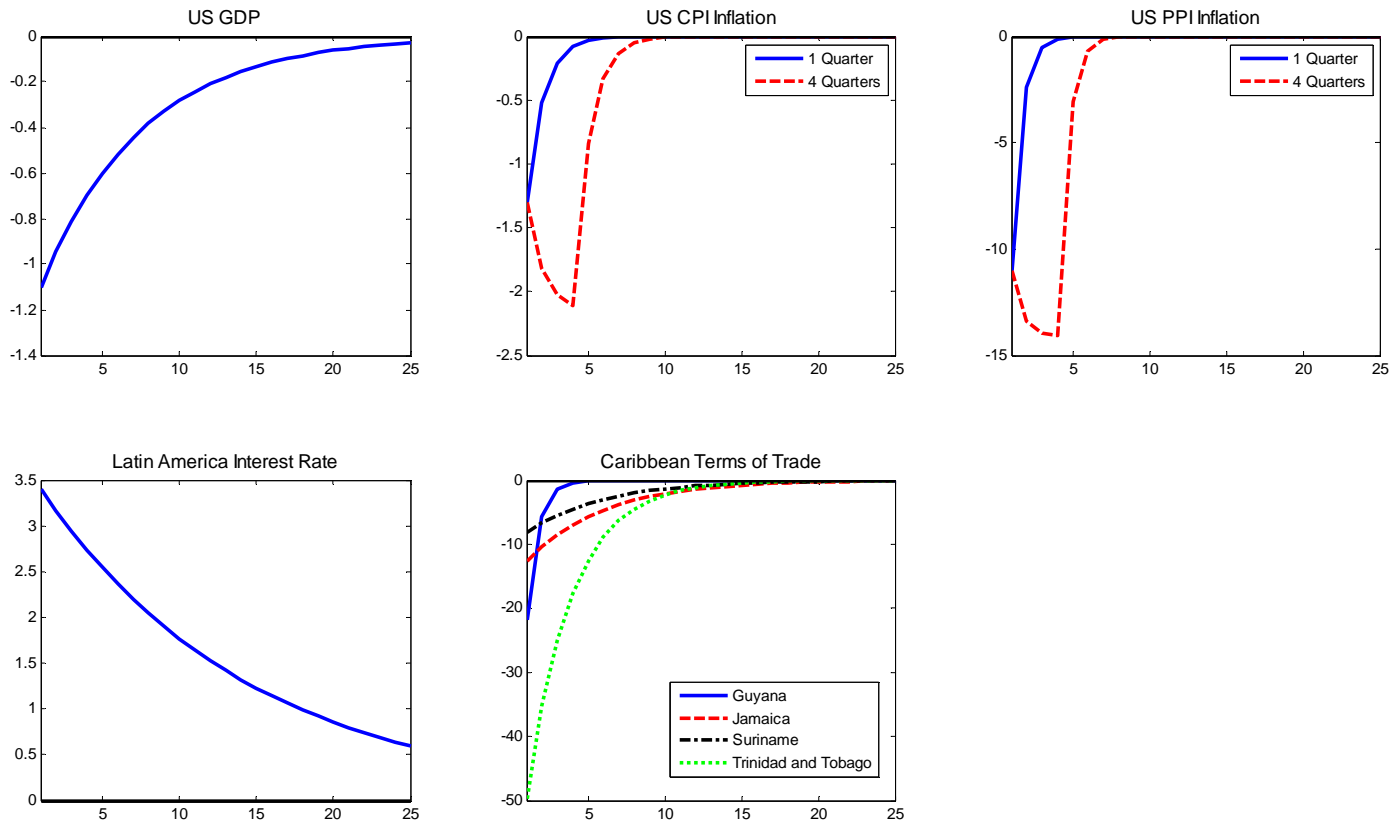 US GDP
0
-0.2
-0.4
-0.6
-0.8
-1
-1.2
-1.4
5 10 15 20 25
US CPI Inflation
0
-0.5
-1
-1.5
-2
-2.5
5 10 15 20 25
1 Quarter
4 Quarters
US PPI Inflation
0
-5
-10
-15
5 10 15 20 25
1 Quarter
4 Quarters
Latin America Interest Rate
3.5
3
2.5
2
1.5
1
0.5
0
5 10 15 20 25
Caribbean Terms of Trade
0
-10
-20
-30
-40
-50
5 10 15 20 25
Guyana
Jamaica
Suriname
Trinidad and Tobago